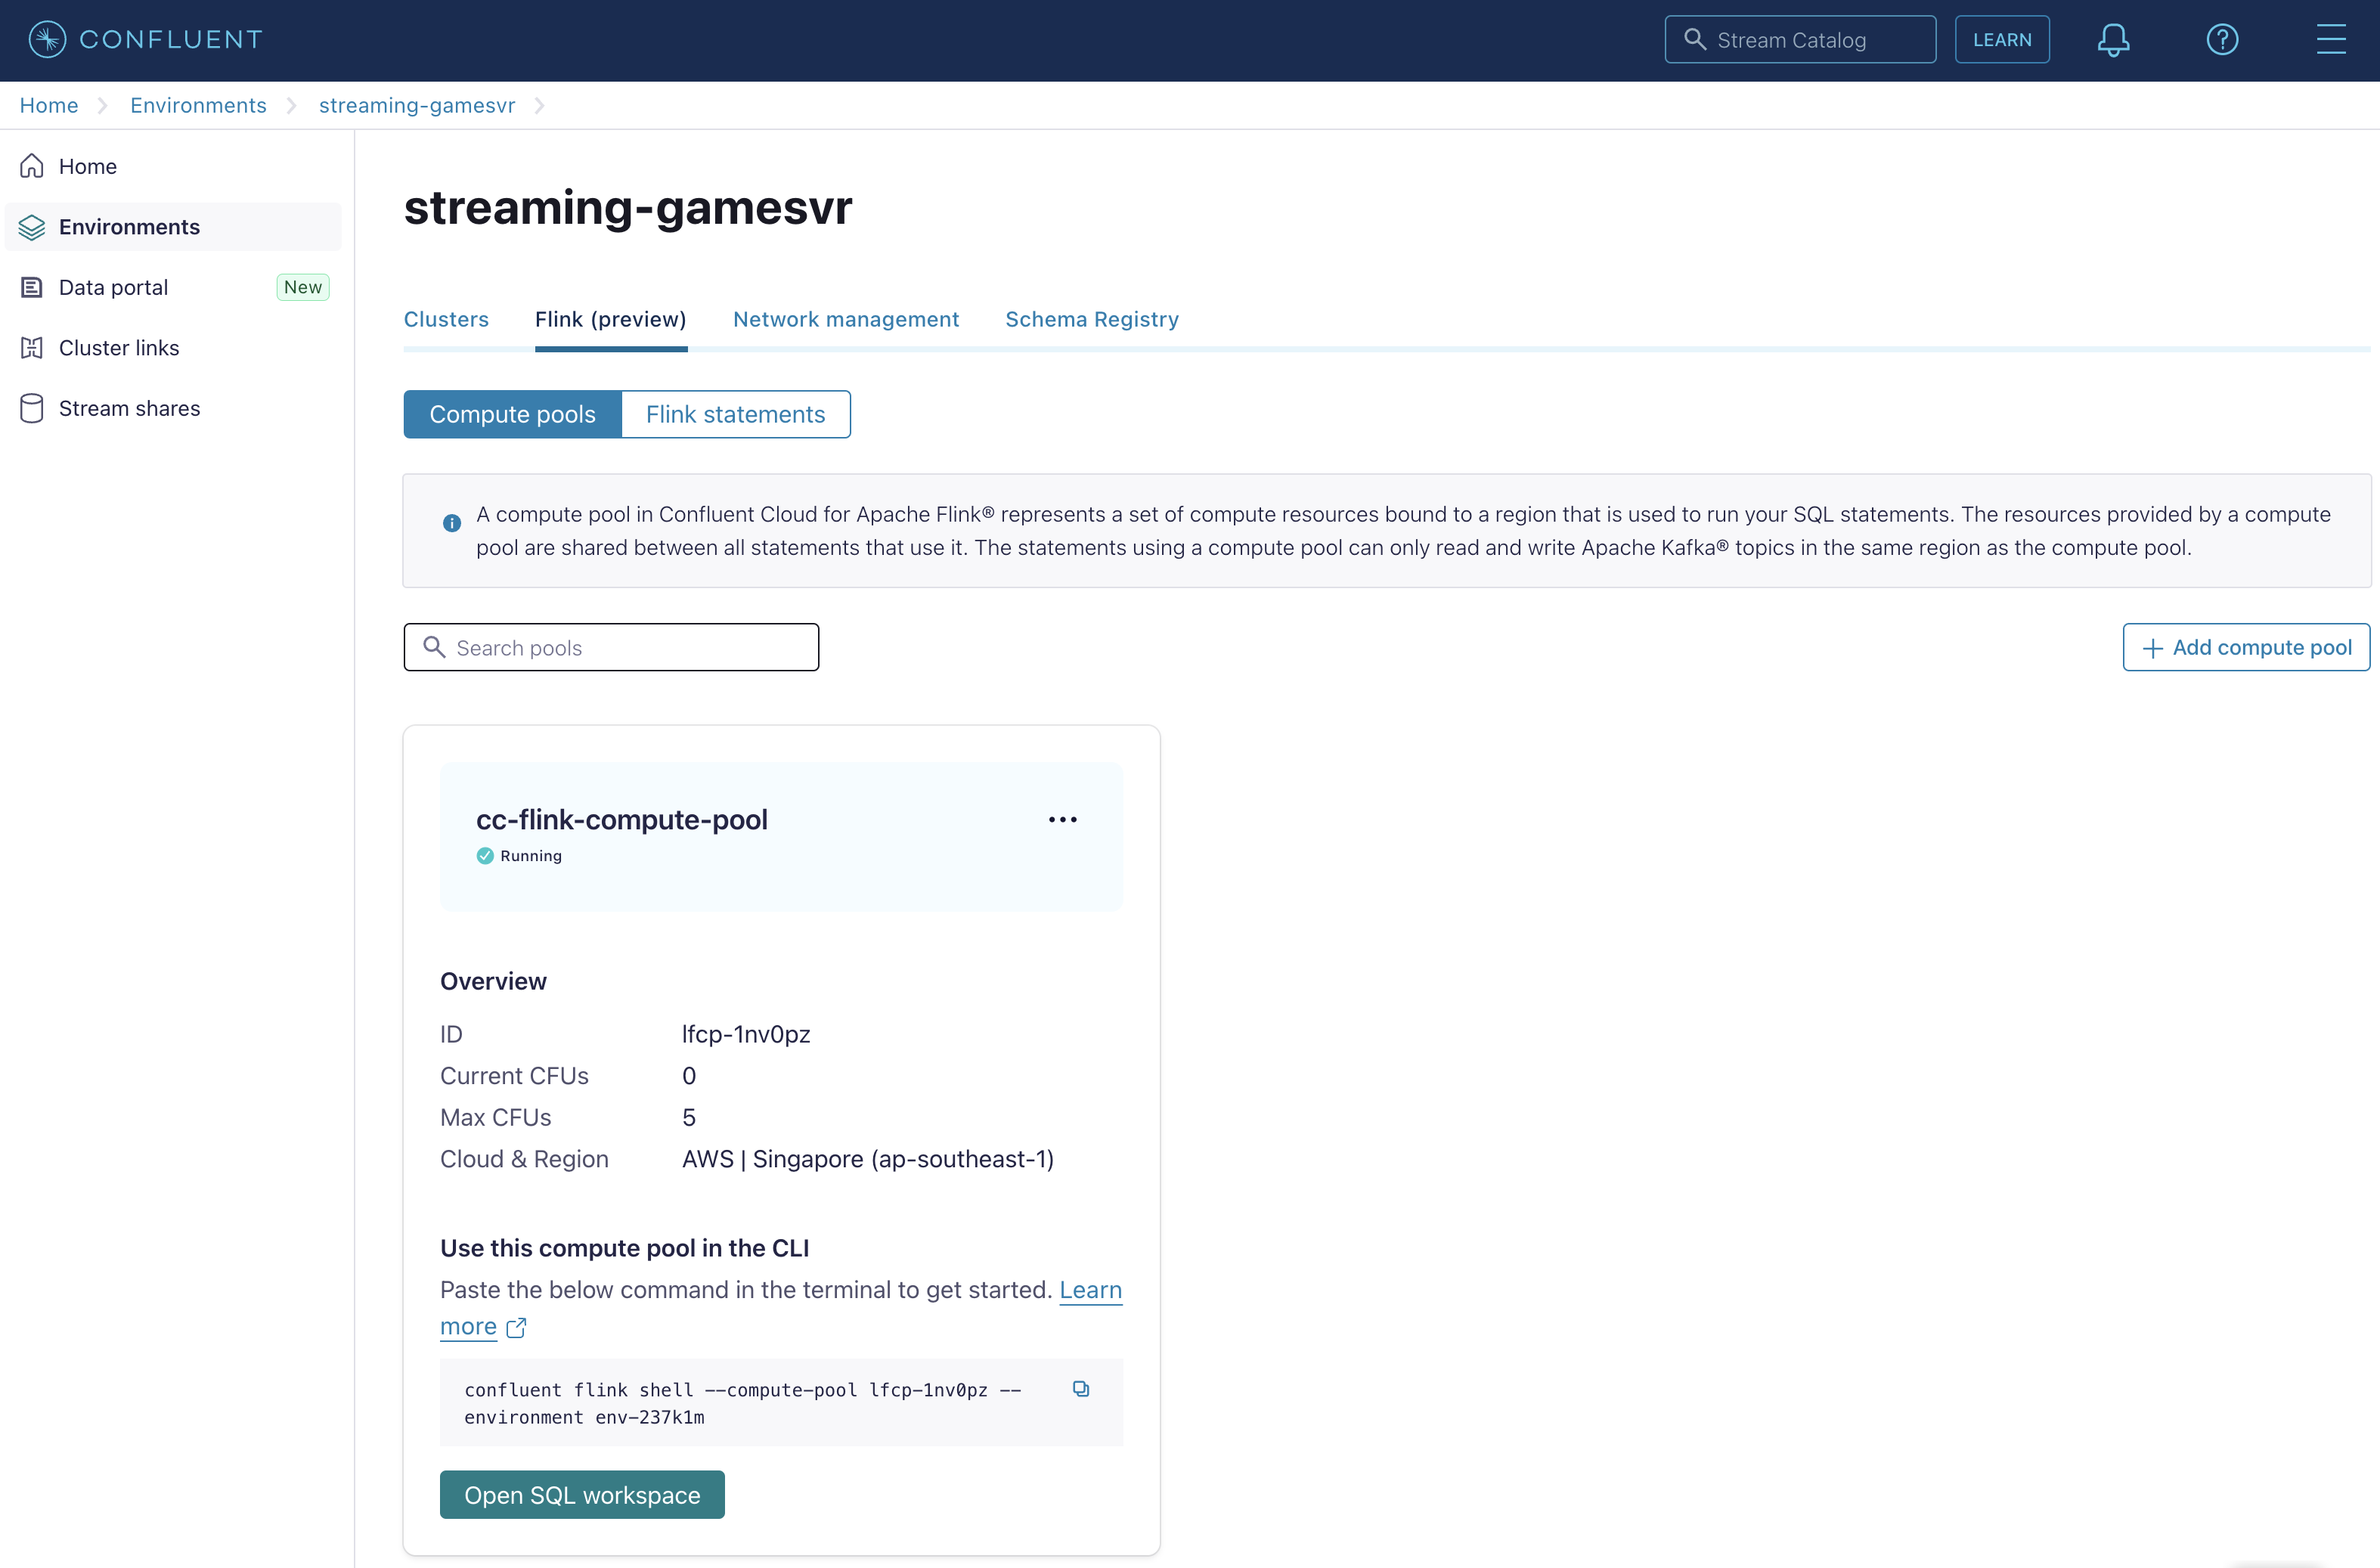 CONFLUENT
Stream Catalog
LEARN
Home
Environments
streaming-gamesvr
Home
Environments
Data portal
New
Cluster links
Stream shares
streaming-gamesvr
Clusters
Flink (preview)
Network management
Schema Registry
Compute pools
Flink statements
A compute pool in Confluent Cloud for Apache Flink® represents a set of compute resources bound to a region that is used to run your SQL statements. The resources provided by a compute
pool are shared between all statements that use it. The statements using a compute pool can only read and write Apache Kafka® topics in the same region as the compute pool.
Search pools
Add compute pool
cc-flink-compute-pool
Running
Overview
ID lfcp-1nv0pz
Current CFUs 0
Max CFUs 5
Cloud & Region AWS | Singapore (ap-southeast-1)
Use this compute pool in the CLI
Paste the below command in the terminal to get started. Learn
more
confluent flink shell --compute-pool lfcp-1nv0pz --
environment env-237k1m
Open SQL workspace